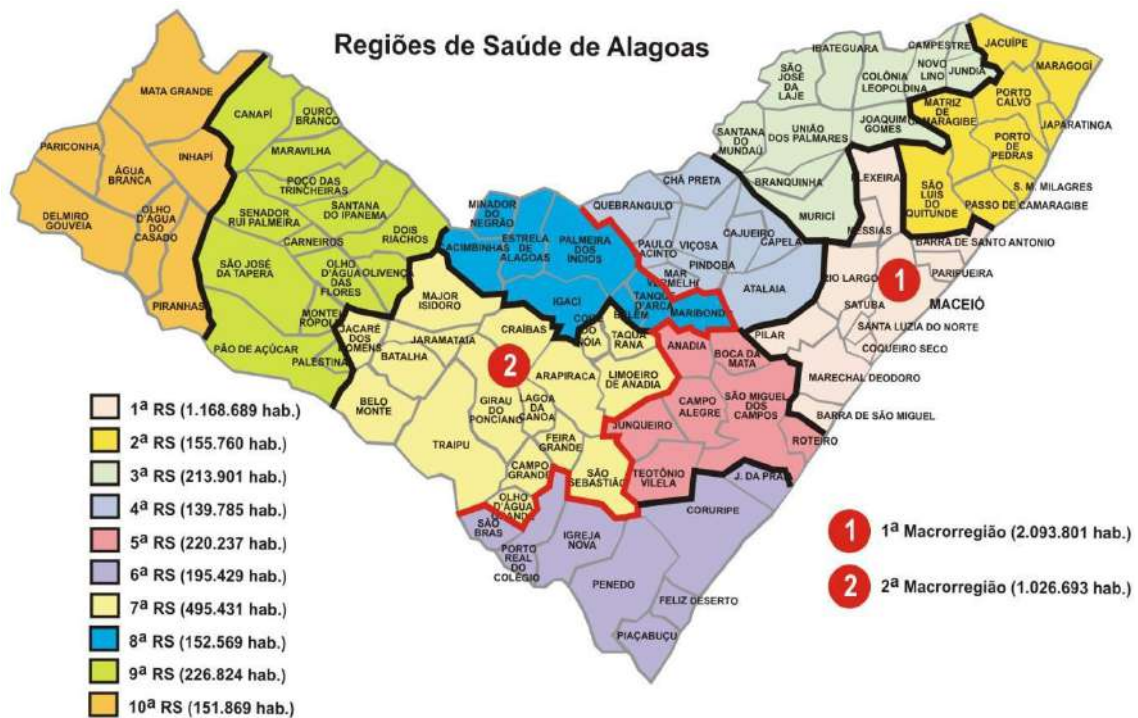 Regiões de Saúde de Alagoas
MATA GRANDE
PARICONHA
ÁGUA
BRANCA
INHAPÍ
DELMIRO
GOUVEIA
OLHO
D'ÁGUA
DO
CASADO
PIRANHAS
CANAPÍ
OURO
BRANCO
MARAVILHA
POÇO DAS
TRINCHEIRAS
SANTANA
DO IPANEMA
SENADOR
RUI PALMEIRA
CARNEIROS
DOIS
RIACHOS
SÃO JOSÉ
DA TAPERA
OLHO
D'ÁGUA
DAS
FLORES
OLIVENÇA
MONTE
RÓPOLI
PÃO DE AÇÚCAR
PALESTINA
MINADOR
DO NEGRÃO
CACIMBINHAS
ESTRELA
DE
ALAGOAS
PALMEIRA
DOS
ÍNDIOS
IGACÍ
TANQU
D'ARCA
BELÉM
MARIBONDO
MAJOR
ISIDORO
JACARÉ
DOS
HOMENS
JARAMATAIA
BATALHA
CRAÍBAS
BELO
MONTE
TRAIPU
GIRAU
DO
PONCIANO
LAGOA
DA
CANOA
ARAPIRACA
TAQUA
RANA
LIMOEIRO
DE ANADIA
FEIRA
GRANDE
CAMPO
GRANDE
OLHO
D'ÁGUA
GRANDE
SÃO
SEBASTIÃO
2
QUEBRANGULO
CHÃ PRETA
PAULO
JACINTO
VIÇOSA
CAJUEIRO
CAPELA
PINDOBA
MAR
VERMELHO
ATALAIA
SÃO
JOSÉ
DA
LAJE
IBATEGUARA
CAMPESTRE
NOVO
LINO
JUNDIÁ
COLÔNIA
LEOPOLDINA
SANTANA
DO
MUNDAÚ
UNIÃO
DOS PALMARES
JOAQUIM
GOMES
BRANQUINHA
MURICÍ
JACUÍPE
MARAGOGÍ
PORTO
CALVO
MATRIZ
DE
CAMARAGIBE
JAPARATINGA
PORTO
DE
PEDRAS
SÃO
LUIS
DO
QUITUNDE
S. M. MILAGRES
PASSO DE CAMARAGIBE
FLEXEIRA
MESSIAS
BARRA DE SANTO ANTONIO
1
RIO LARGO
PARIPUEIRA
MACEIÓ
SATUBA
SANTA LUZIA DO NORTE
PILAR
COQUEIRO SECO
MARECHAL DEODORO
BARRA DE SÃO MIGUEL
ANADIA
BOCA DA
MATA
CAMPO
ALEGRE
SÃO MIGUEL
DOS
CAMPOS
JUNQUEIRO
ROTEIRO
TEOTÔNIO
VILELA
J. DA PRAIA
CORURIPE
SÃO
BRAS
PORTO
REAL DO
COLÉGIO
IGREJA
NOVA
PENEDO
FELIZ DESERTO
PIAÇABUÇU
1ª RS (1.168.689 hab.)
2ª RS (155.760 hab.)
3ª RS (213.901 hab.)
4ª RS (139.785 hab.)
5ª RS (220.237 hab.)
6ª RS (195.429 hab.)
7ª RS (495.431 hab.)
8ª RS (152.569 hab.)
9ª RS (226.824 hab.)
10ª RS (151.869 hab.)
1 1ª Macrorregião (2.093.801 hab.)
2 2ª Macrorregião (1.026.693 hab.)